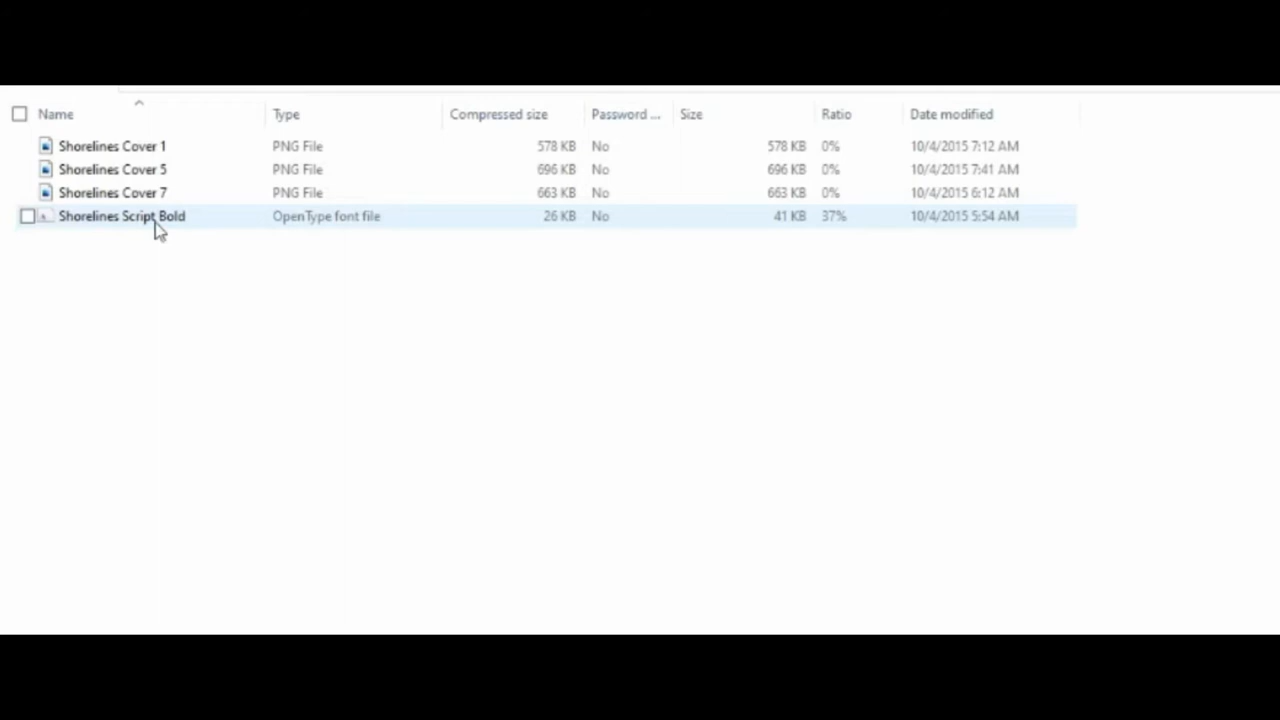 Name Type Compressed size Password ... Size Ratio Date modified
Shorelines Cover 1 PNG File 578 KB No 578 KB 0% 10/4/2015 7:12 AM
Shorelines Cover 5 PNG File 696 KB No 696 KB 0% 10/4/2015 7:41 AM
Shorelines Cover 7 PNG File 663 KB No 663 KB 0% 10/4/2015 6:12 AM
Shorelines Script Bold OpenType font file 26 KB No 41 KB 37% 10/4/2015 5:54 AM